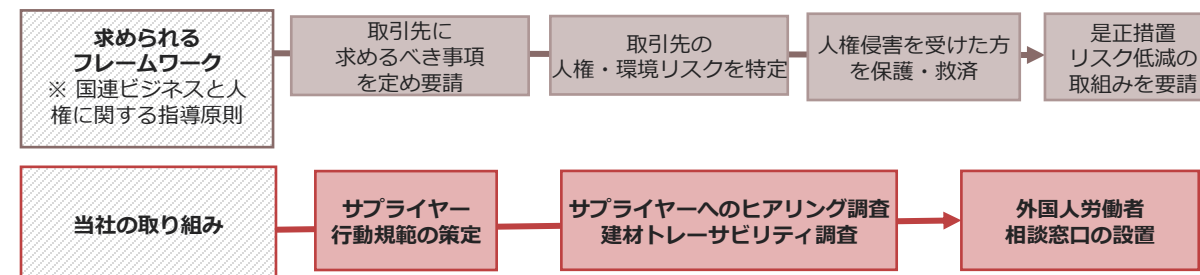 求められる
フレームワーク
※ 国連ビジネスと人
権に関する指導原則
取引先に
求めるべき事項
を定め要請
取引先の
人権・環境リスクを特定
人権侵害を受けた方
を保護・救済
是正措置
リスク低減の
取組みを要請
当社の取り組み
サプライヤー
行動規範の策定
サプライヤーへのヒアリング調査
建材トレーサビリティ調査
外国人労働者
相談窓口の設置